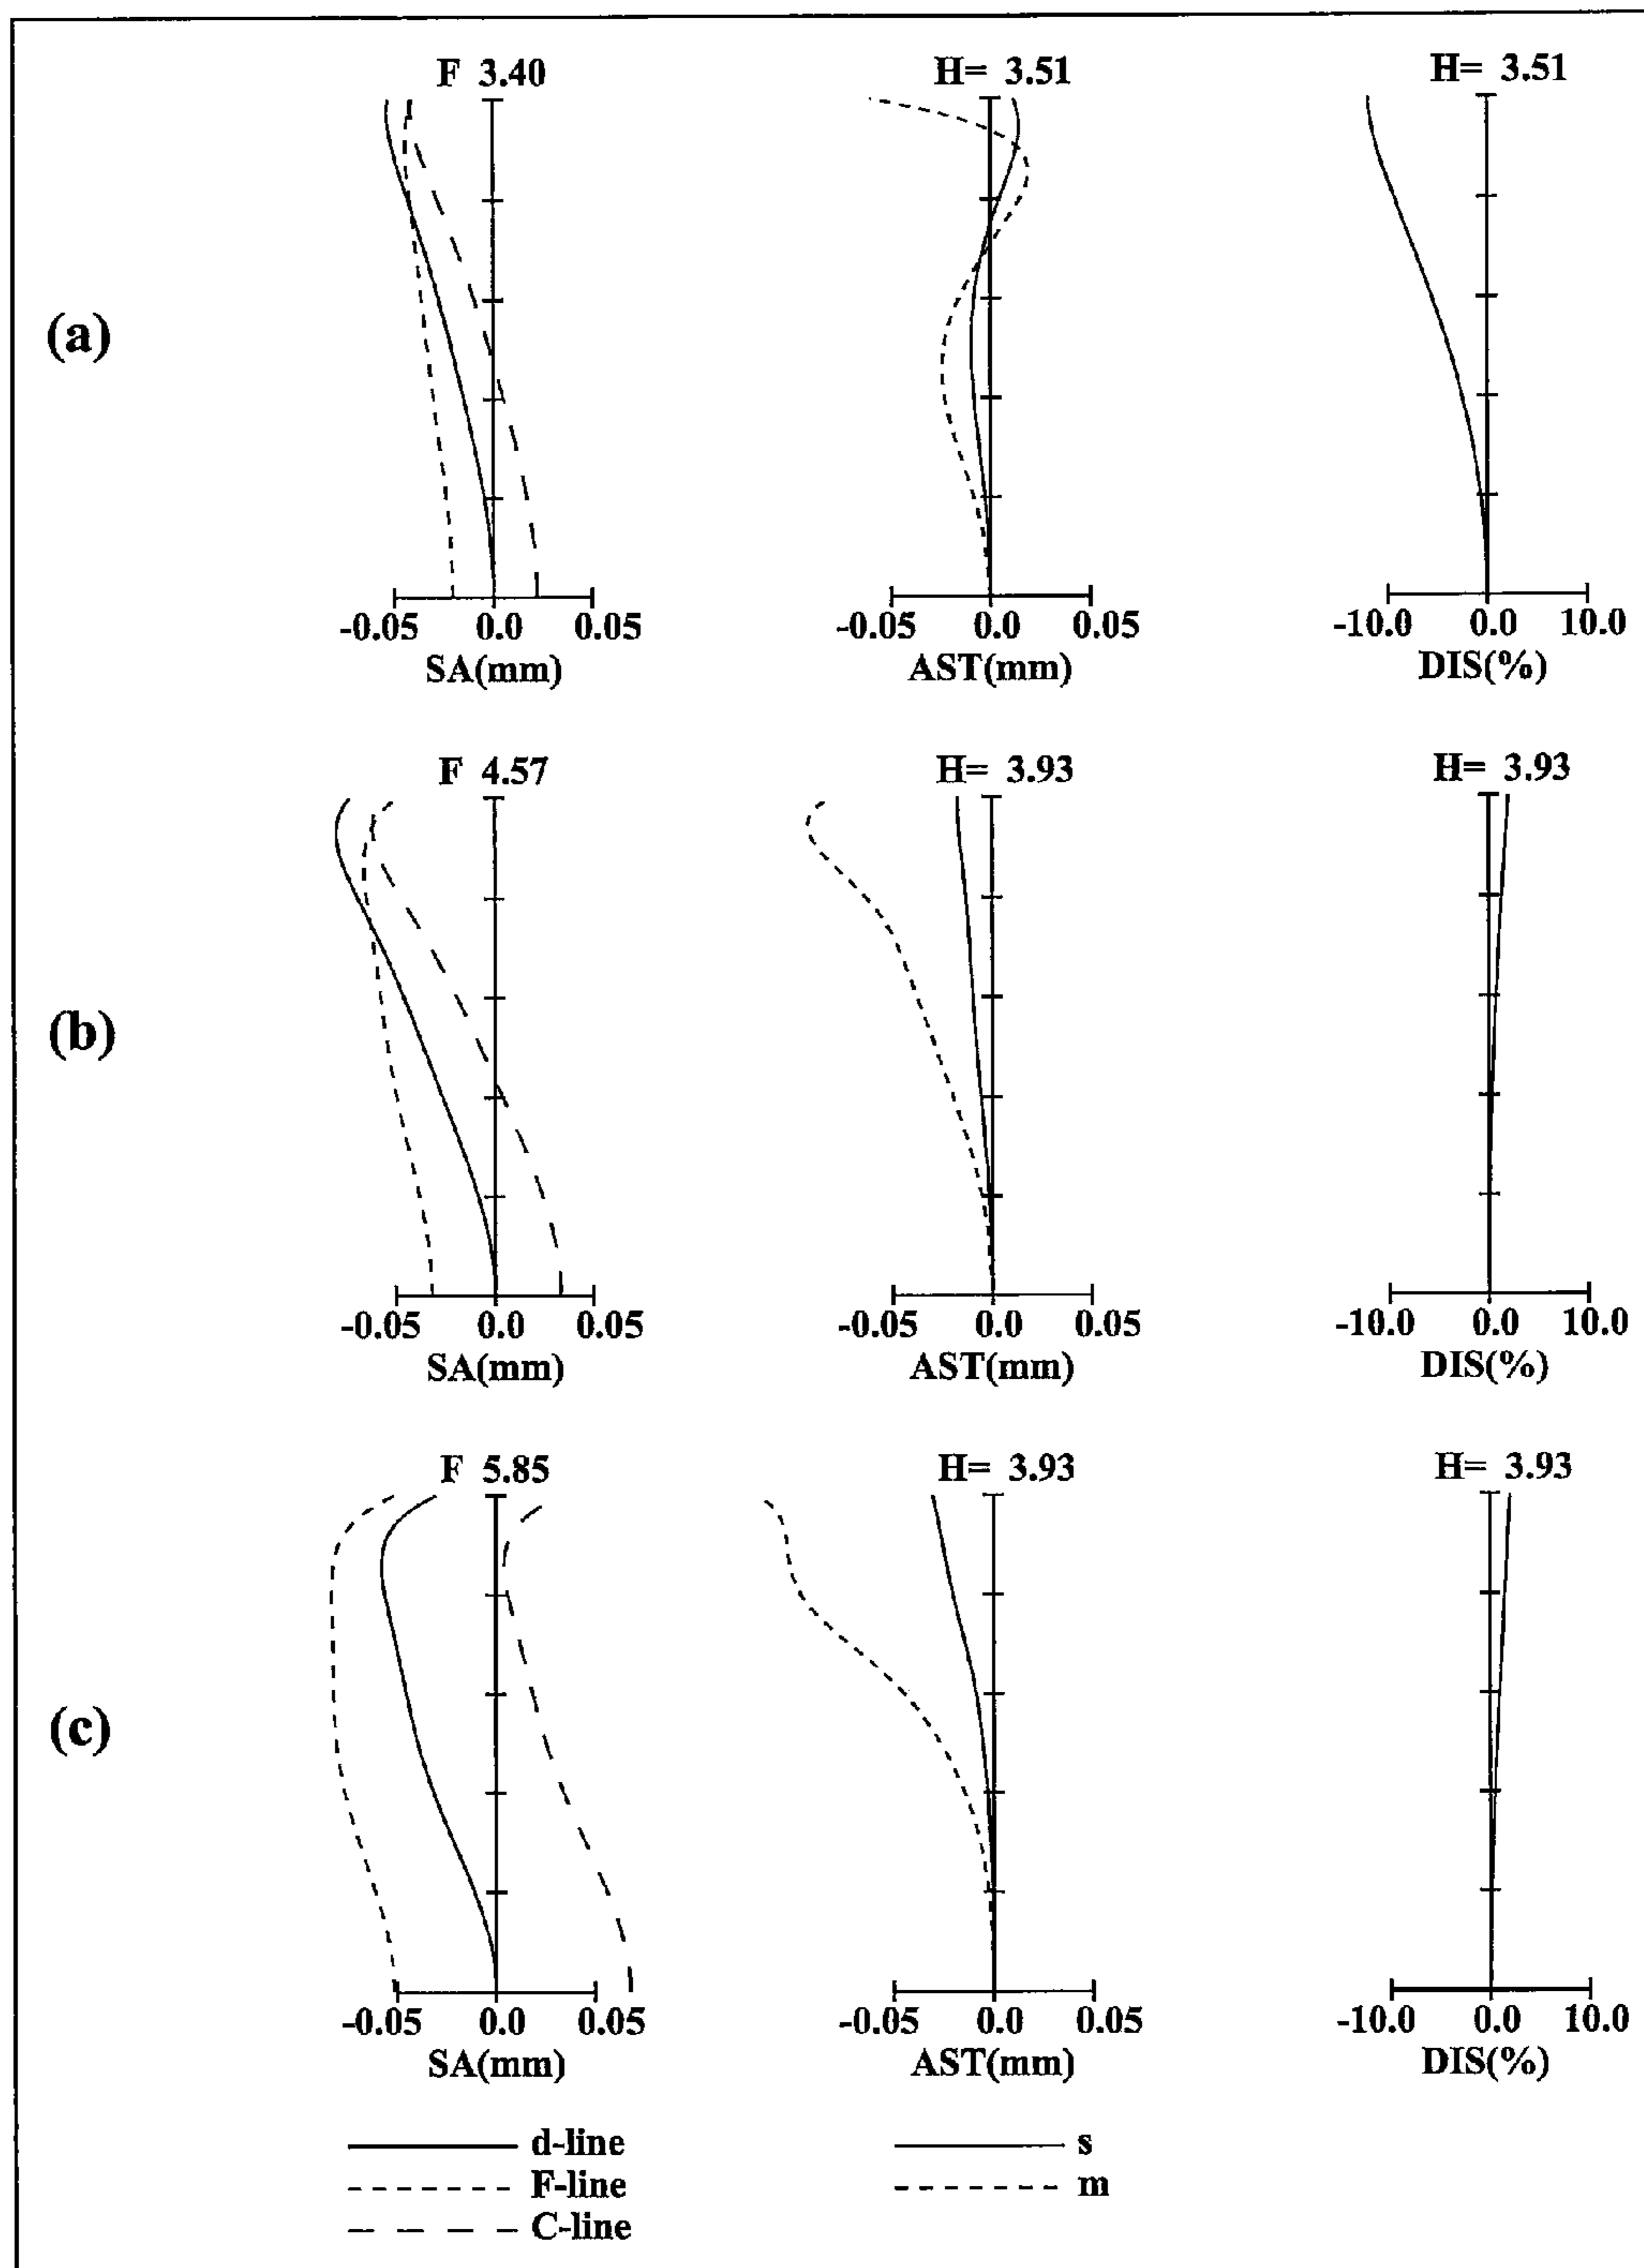 F 3.40 H= 3.51 H= 3.51
(a)
-0.05 0.0 0.05 -0.05 0.0 0.05 -10.0 0.0 10.0
SA(mm) AST(mm) DIS(%)
F 4.57 H= 3.93 H= 3.93
(b)
-0.05 0.0 0.05 -0.05 0.0 0.05 -10.0 0.0 10.0
SA(mm) AST(mm) DIS(%)
F 5.85 H= 3.93 H= 3.93
(c)
-0.05 0.0 0.05 -0.05 0.0 0.05 -10.0 0.0 10.0
SA(mm) AST(mm) DIS(%)
d-line s
F-line m
C-line